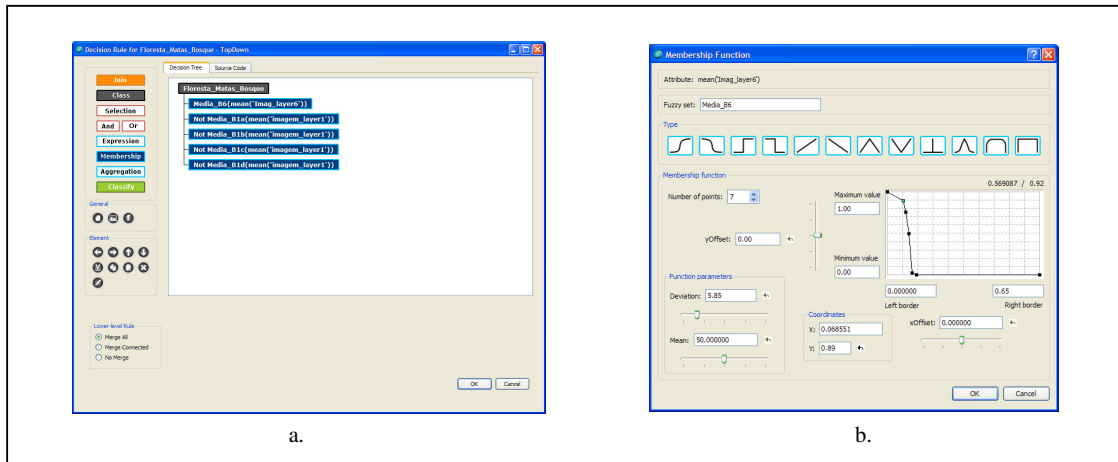 Decision Rule for Floresta_Matas_Bosque - TopDown
Decision Tree
Source Code
Join
Class
Selection
And
Or
Expression
Membership
Aggregation
Classify
General
Element
Lower-level Rule
Merge All
Merge Connected
No Merge
Floresta_Matas_Bosque
Media_B6(mean('Imag_layer6'))
Not Media_B1a(mean('imagem_layer1'))
Not Media_B1b(mean('imagem_layer1'))
Not Media_B1c(mean('imagem_layer1'))
Not Media_B1d(mean('imagem_layer1'))
OK
Cancel
a.
Membership Function
Attribute: mean('Imag_layer6')
Fuzzy set: Media_B6
Type
Membership function
Number of points: 7
Maximum value
1.00
0.569087 / 0.92
yOffset: 0.00
Minimum value
0.00
Function parameters
Deviation: 5.85
Mean: 50.000000
0.000000
0.65
Left border
Right border
Coordinates
X: 0.068551
Y: 0.89
xOffset: 0.000000
OK
Cancel
b.